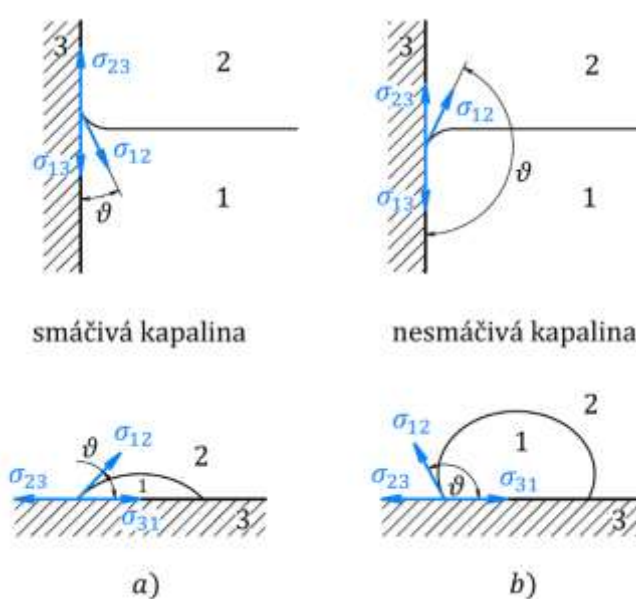 3
σ₂₃
2
σ₁₂
σ₁₃
ϑ
1
3
2
σ₂₃
σ₁₂
ϑ
σ₁₃
1
smáčivá kapalina
nesmáčivá kapalina
σ₁₂
ϑ
2
σ₂₃
1
σ₃₁
3
σ₁₂
2
1
σ₂₃
ϑ
σ₃₁
3
a)
b)